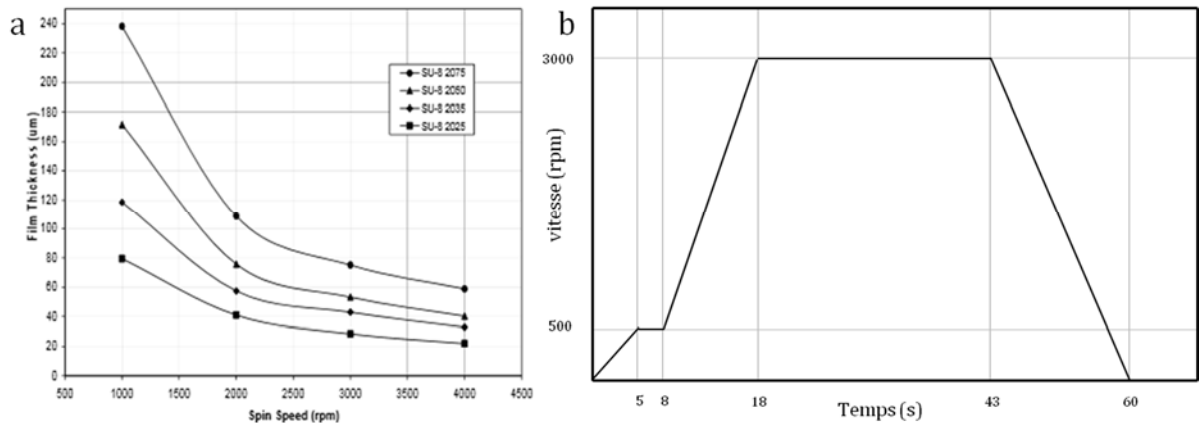 a
240
220
200
180
160
140
120
100
80
60
40
20
0
Film Thickness (um)
500 1000 1500 2000 2500 3000 3500 4000 4500
Spin Speed (rpm)
SU-8 2075
SU-8 2050
SU-8 2035
SU-8 2025
b
3000
500
vitesse (rpm)
5 8 18 43 60
Temps (s)